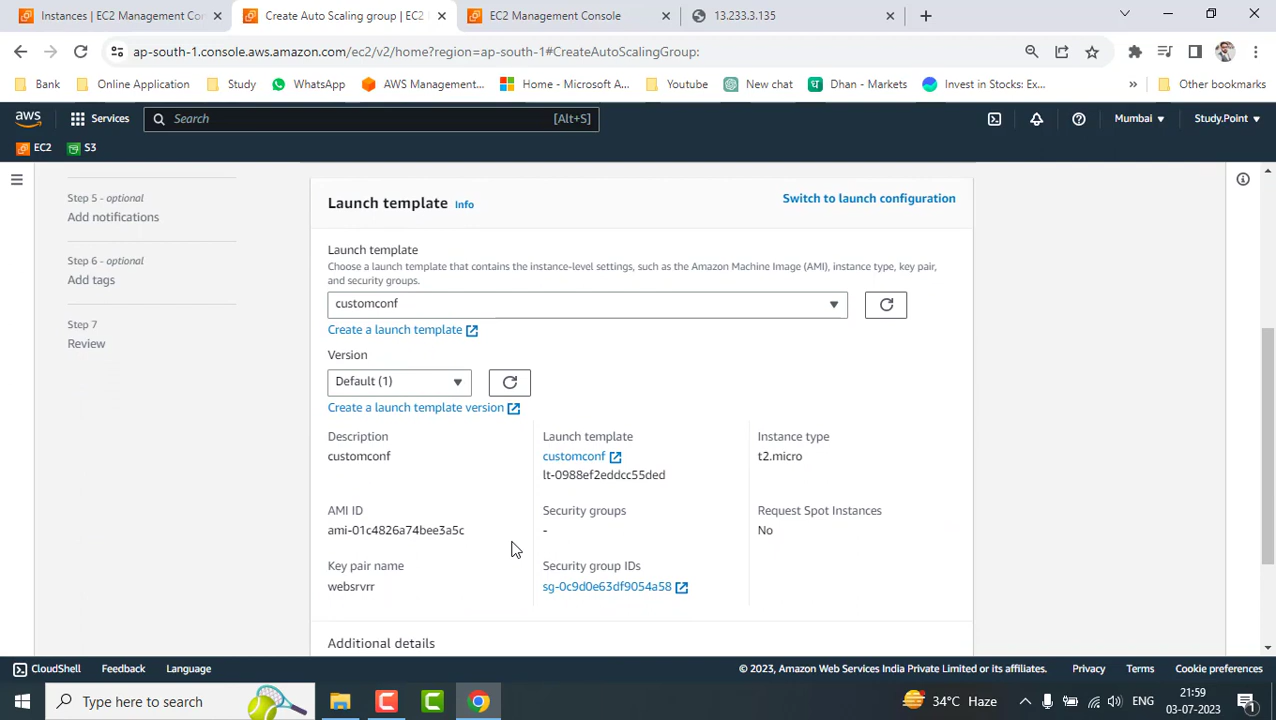 Instances | EC2 Management Con
Create Auto Scaling group | EC2
EC2 Management Console
13.233.3.135
ap-south-1.console.aws.amazon.com/ec2/v2/home?region=ap-south-1#CreateAutoScalingGroup:
Bank
Online Application
Study
WhatsApp
AWS Management...
Home - Microsoft A...
Youtube
New chat
Dhan - Markets
Invest in Stocks: Ex...
Other bookmarks
aws
Services
Search
[Alt+S]
Mumbai
Study.Point
EC2
S3
Step 5 - optional
Add notifications
Step 6 - optional
Add tags
Step 7
Review
Launch template Info
Switch to launch configuration
Launch template
Choose a launch template that contains the instance-level settings, such as the Amazon Machine Image (AMI), instance type, key pair,
and security groups.
customconf
Create a launch template
Version
Default (1)
Create a launch template version
Description
customconf
Launch template
customconf
lt-0988ef2eddcc55ded
Instance type
t2.micro
AMI ID
ami-01c4826a74bee3a5c
Security groups
-
Request Spot Instances
No
Key pair name
websrvrr
Security group IDs
sg-0c9d0e63df9054a58
Additional details
CloudShell
Feedback
Language
© 2023, Amazon Web Services India Private Limited or its affiliates.
Privacy
Terms
Cookie preferences
Type here to search
34°C Haze
ENG
21:59
03-07-2023
1